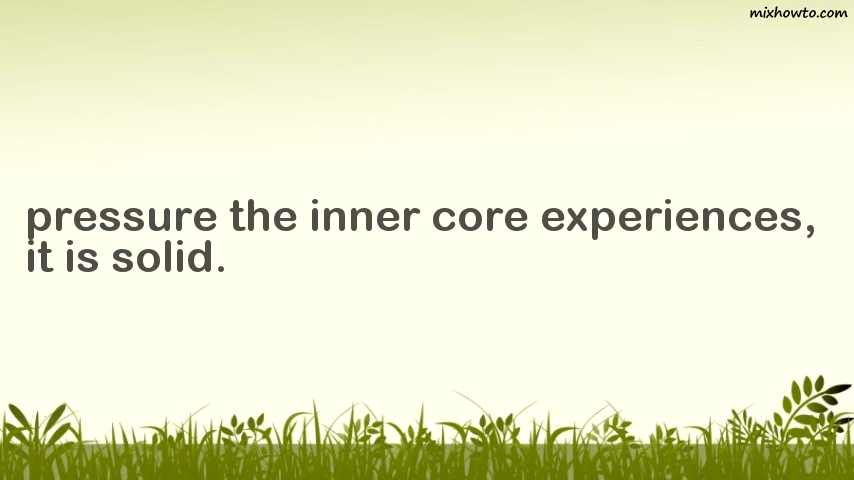 mixhowto.com
pressure the inner core experiences,
it is solid.